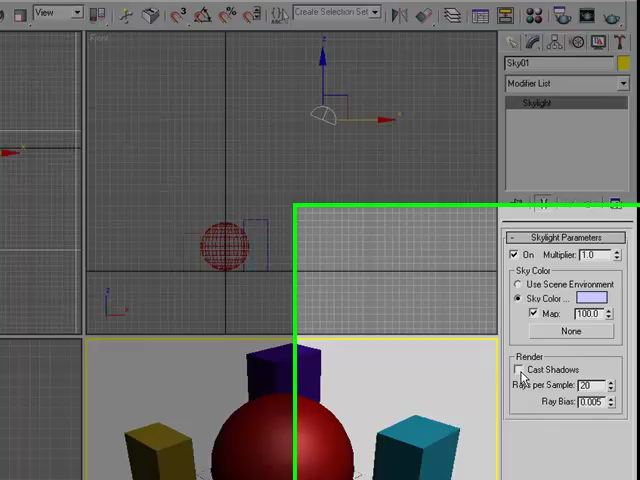 View
Create Selection Set
Front
Sky01
Modifier List
Skylight
z
x
z
x
- Skylight Parameters
On Multiplier: 1.0
Sky Color
Use Scene Environment
Sky Color ...
Map: 100.0
None
Render
Cast Shadows
Rays per Sample: 20
Ray Bias: 0.005